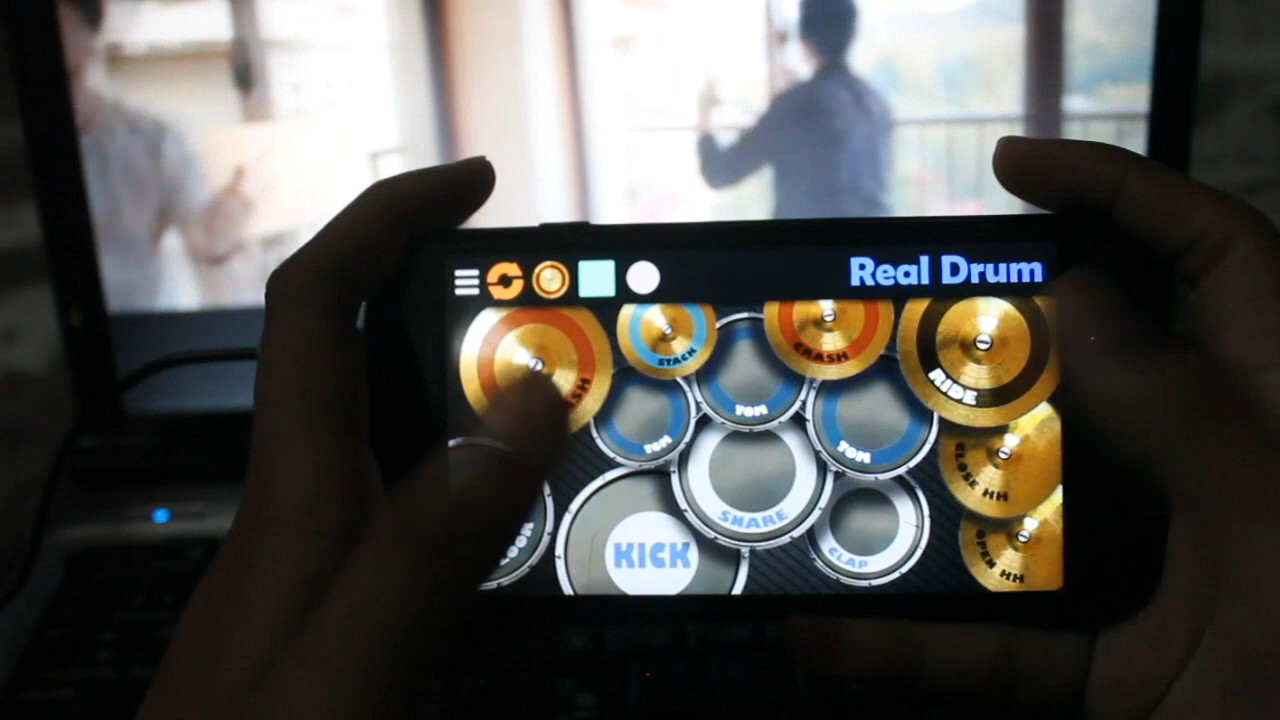 Real Drum
STACK
CRASH
RIDE
TOM
TOM
TOM
CLOSE HH
SNARE
OPEN HH
KICK
CLAP